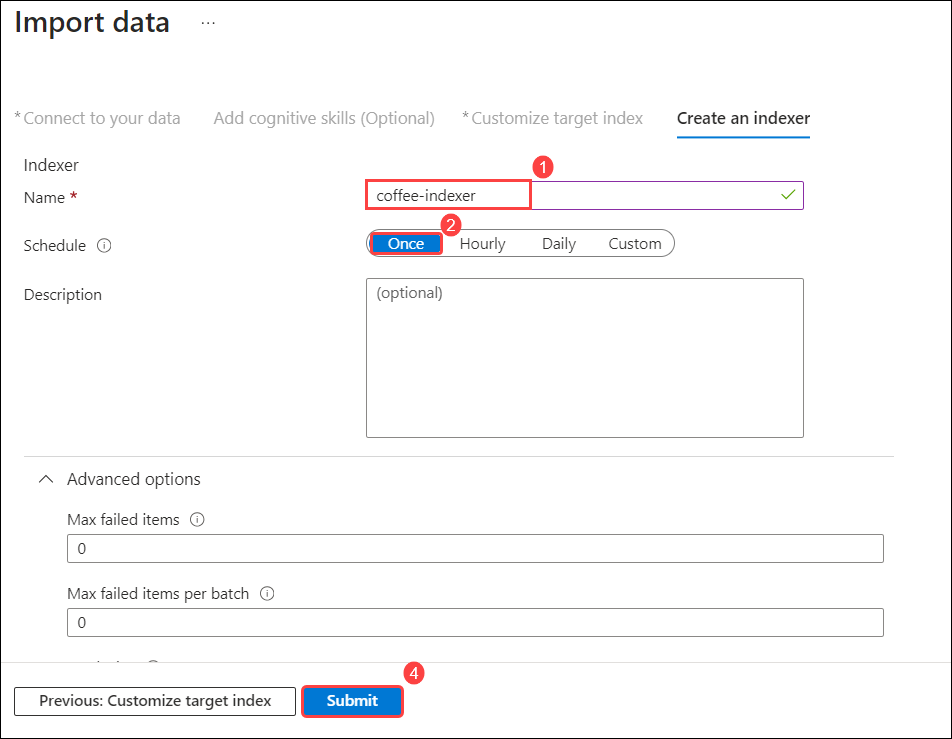 Import data ...
* Connect to your data Add cognitive skills (Optional) * Customize target index Create an indexer
Indexer
1
Name * coffee-indexer
2
Schedule Once Hourly Daily Custom
Description (optional)
Advanced options
Max failed items
0
Max failed items per batch
0
4
Previous: Customize target index Submit